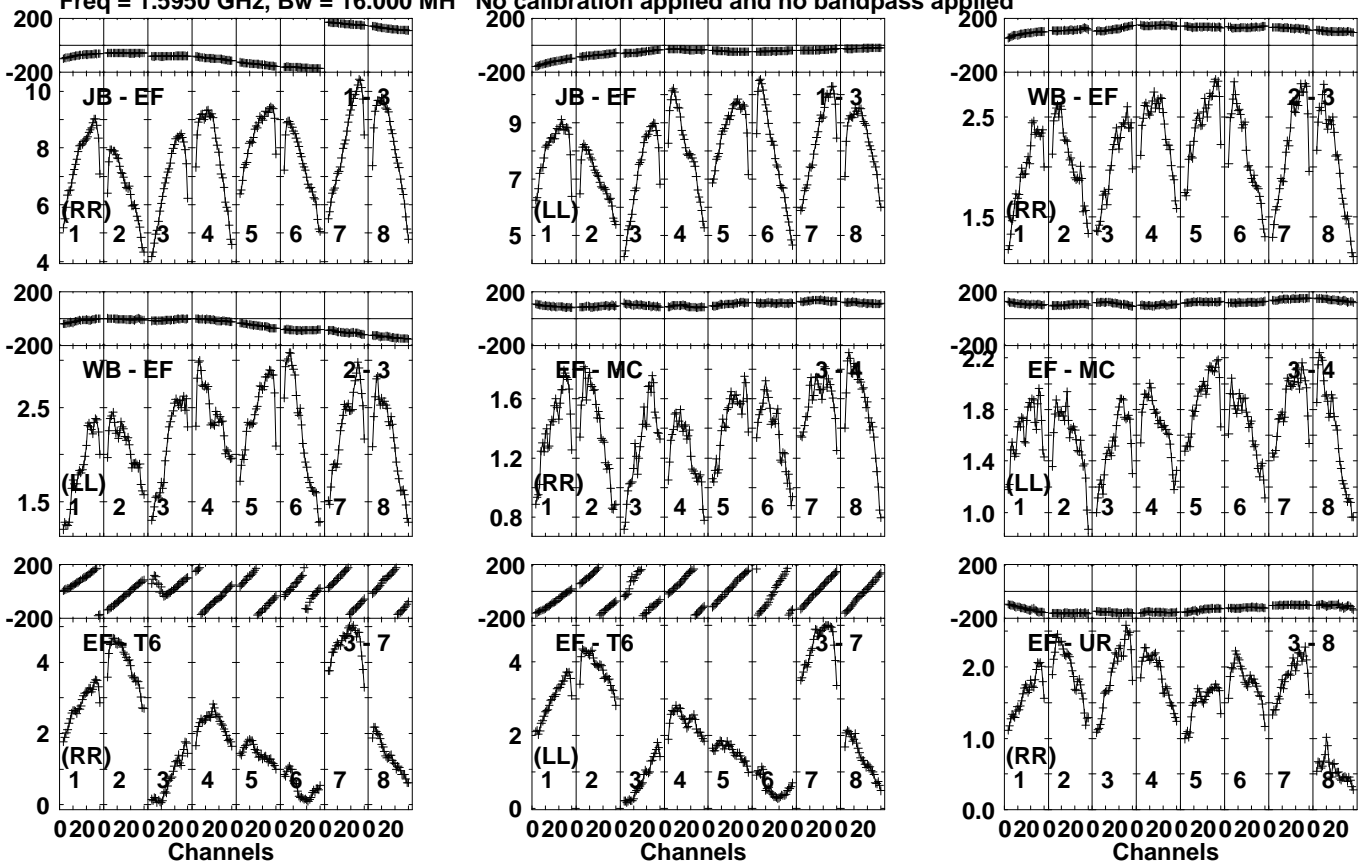 Freq = 1.5950 GHz, Bw = 16.000 MH No calibration applied and no bandpass applied
200
-200
10
8
6
4
JB - EF
1 - 3
(RR)
1 2 3 4 5 6 7 8
200
-200
9
7
5
JB - EF
1 - 3
(LL)
1 2 3 4 5 6 7 8
200
-200
2.5
1.5
WB - EF
2 - 3
(RR)
1 2 3 4 5 6 7 8
200
-200
2.5
1.5
WB - EF
2 - 3
(LL)
1 2 3 4 5 6 7 8
200
-200
1.6
1.2
0.8
EF - MC
3 - 4
(RR)
1 2 3 4 5 6 7 8
200
-200
2.2
1.8
1.4
1.0
EF - MC
3 - 4
(LL)
1 2 3 4 5 6 7 8
200
-200
4
2
0
EF - T6
3 - 7
(RR)
1 2 3 4 5 6 7 8
0 20 0 20 0 20 0 20 0 20 0 20 0 20 0 20
Channels
200
-200
4
2
0
EF - T6
3 - 7
(LL)
1 2 3 4 5 6 7 8
0 20 0 20 0 20 0 20 0 20 0 20 0 20 0 20
Channels
200
-200
2.0
1.0
0.0
EF - UR
3 - 8
(RR)
1 2 3 4 5 6 7 8
0 20 0 20 0 20 0 20 0 20 0 20 0 20 0 20
Channels